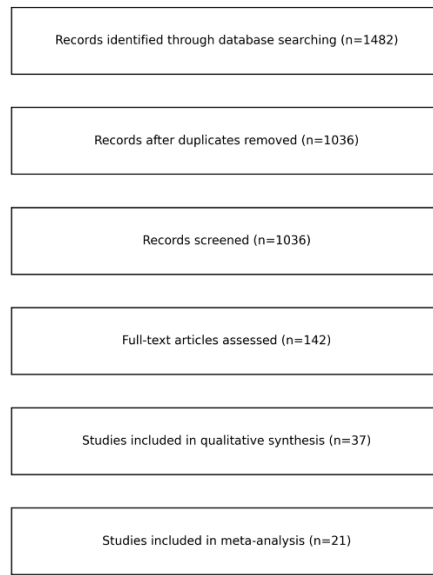 Records identified through database searching (n=1482)
Records after duplicates removed (n=1036)
Records screened (n=1036)
Full-text articles assessed (n=142)
Studies included in qualitative synthesis (n=37)
Studies included in meta-analysis (n=21)